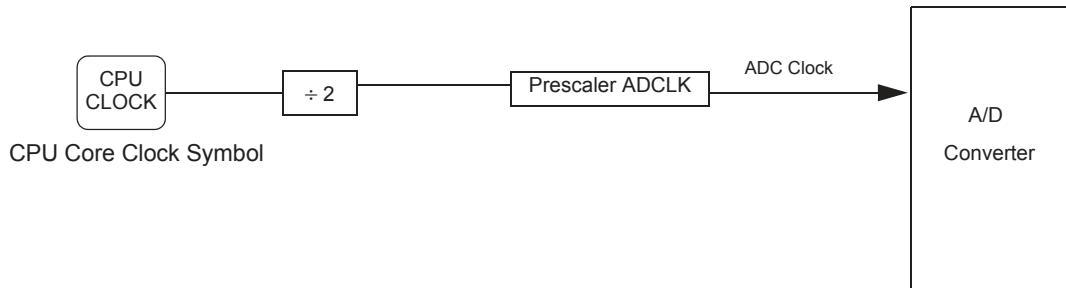 CPU
CLOCK
CPU Core Clock Symbol
÷ 2
Prescaler ADCLK
ADC Clock
A/D
Converter